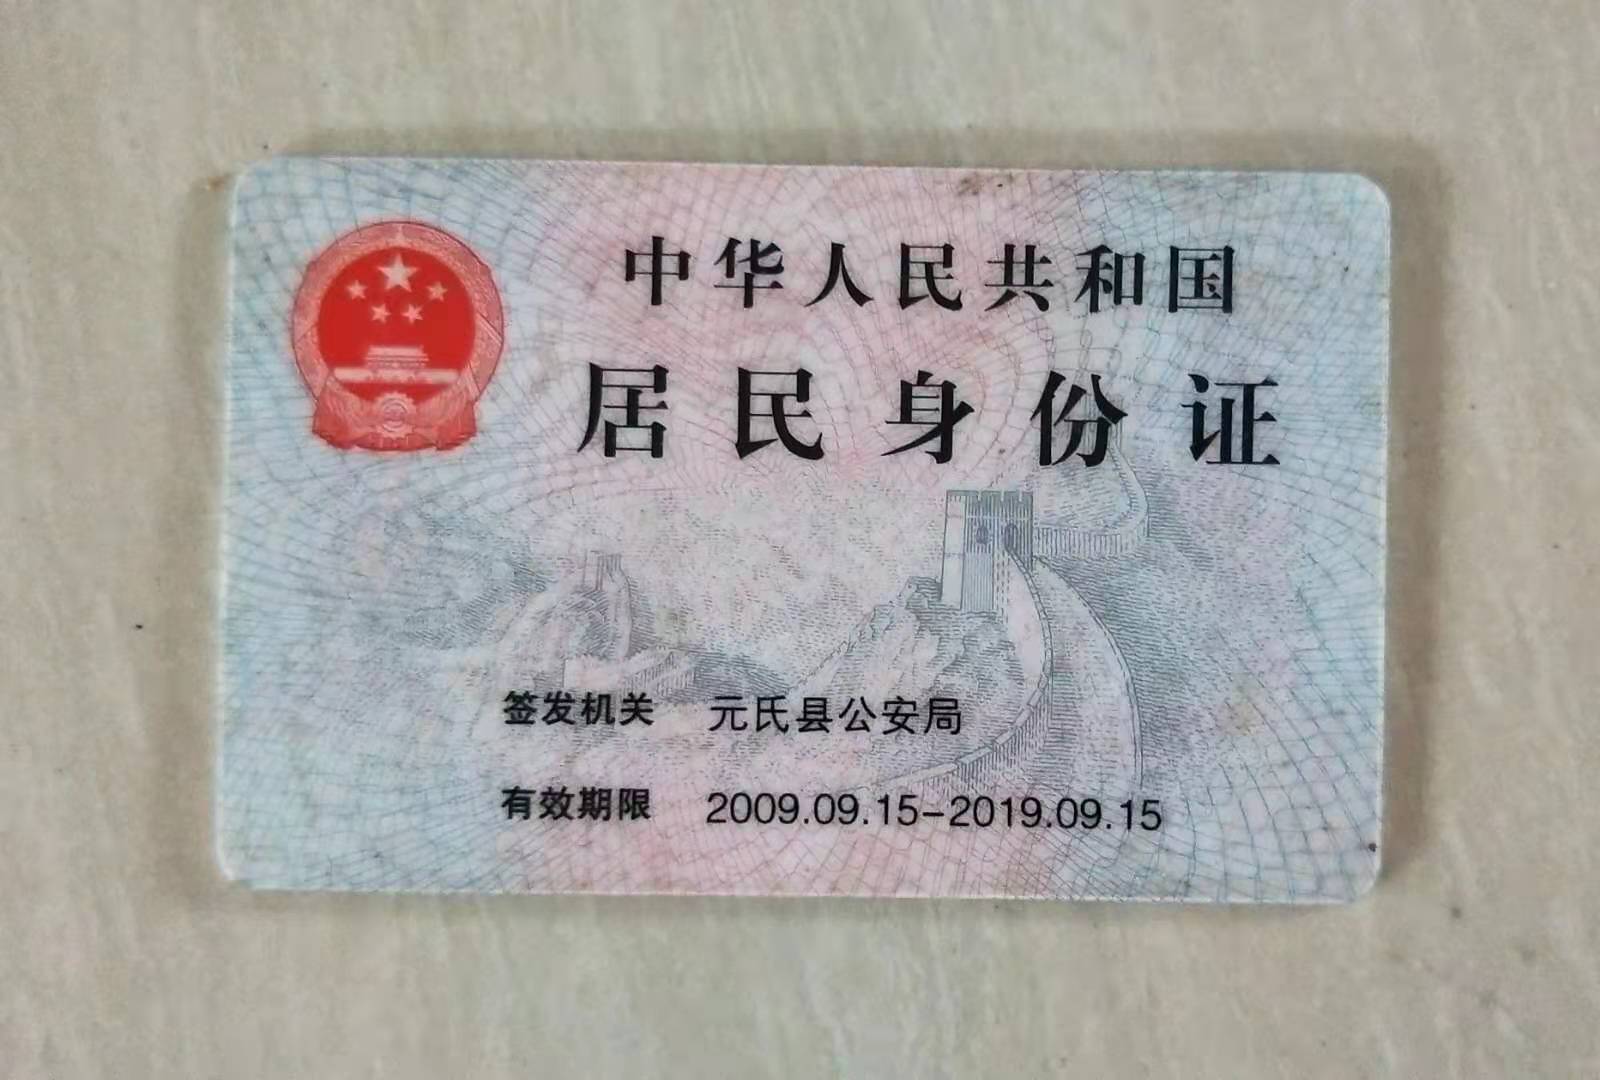 中华人民共和国
居民身份证
签发机关 元氏县公安局
有效期限 2009.09.15-2019.09.15